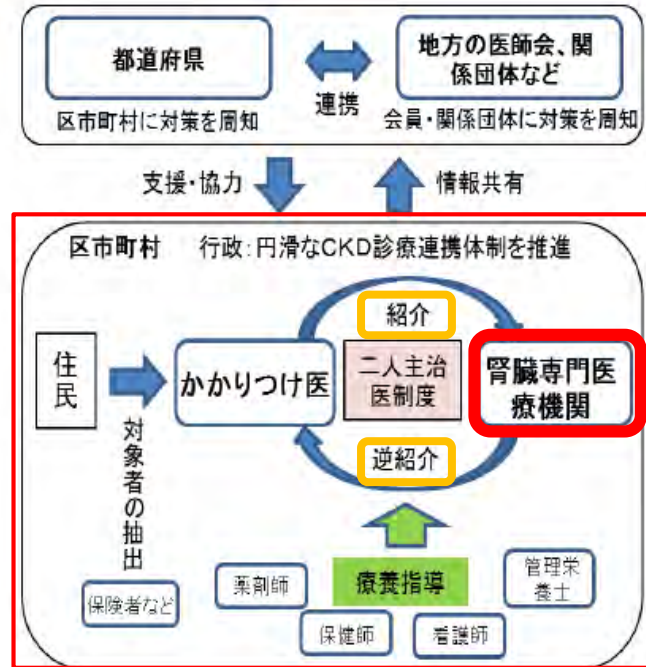 都道府県
地方の医師会、関
係団体など
連携
区市町村に対策を周知
会員・関係団体に対策を周知
支援・協力
情報共有
区市町村 行政：円滑なCKD診療連携体制を推進
紹介
住民
かかりつけ医
二人主治
医制度
腎臓専門医
療機関
逆紹介
対象者の抽出
保険者など
薬剤師
療養指導
管理栄
養士
保健師
看護師